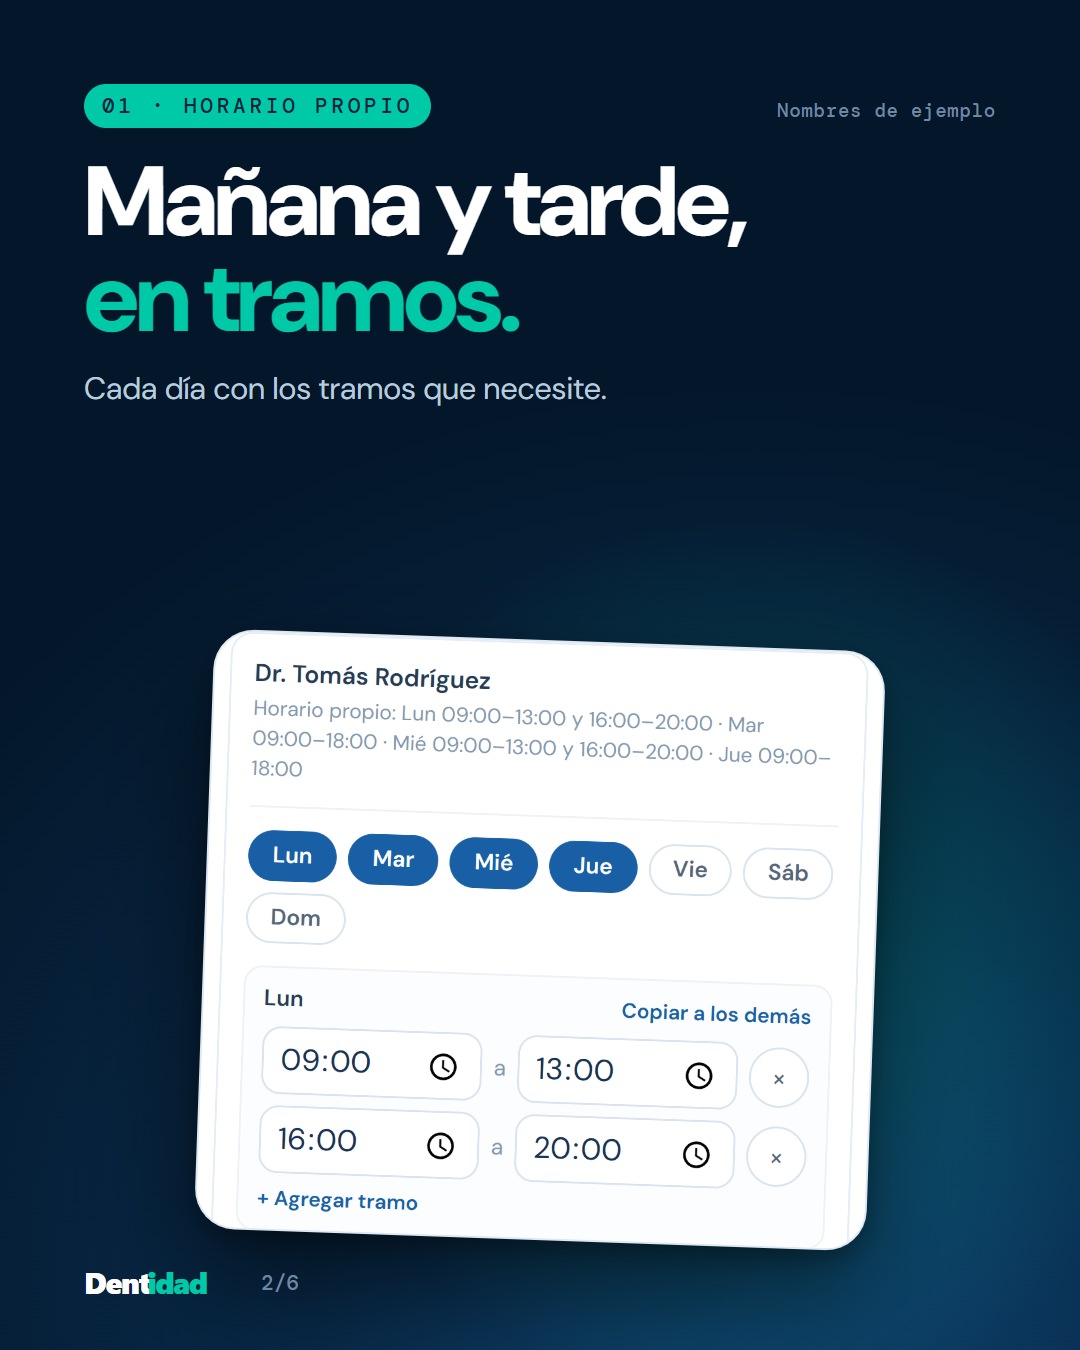 01 · HORARIO PROPIO
Nombres de ejemplo
Mañana y tarde,
en tramos.
Cada día con los tramos que necesite.
Dr. Tomás Rodríguez
Horario propio: Lun 09:00–13:00 y 16:00–20:00 · Mar
09:00–18:00 · Mié 09:00–13:00 y 16:00–20:00 · Jue 09:00–
18:00
Lun Mar Mié Jue Vie Sáb
Dom
Lun Copiar a los demás
09:00 a 13:00 ×
16:00 a 20:00 ×
+ Agregar tramo
Dentidad 2/6